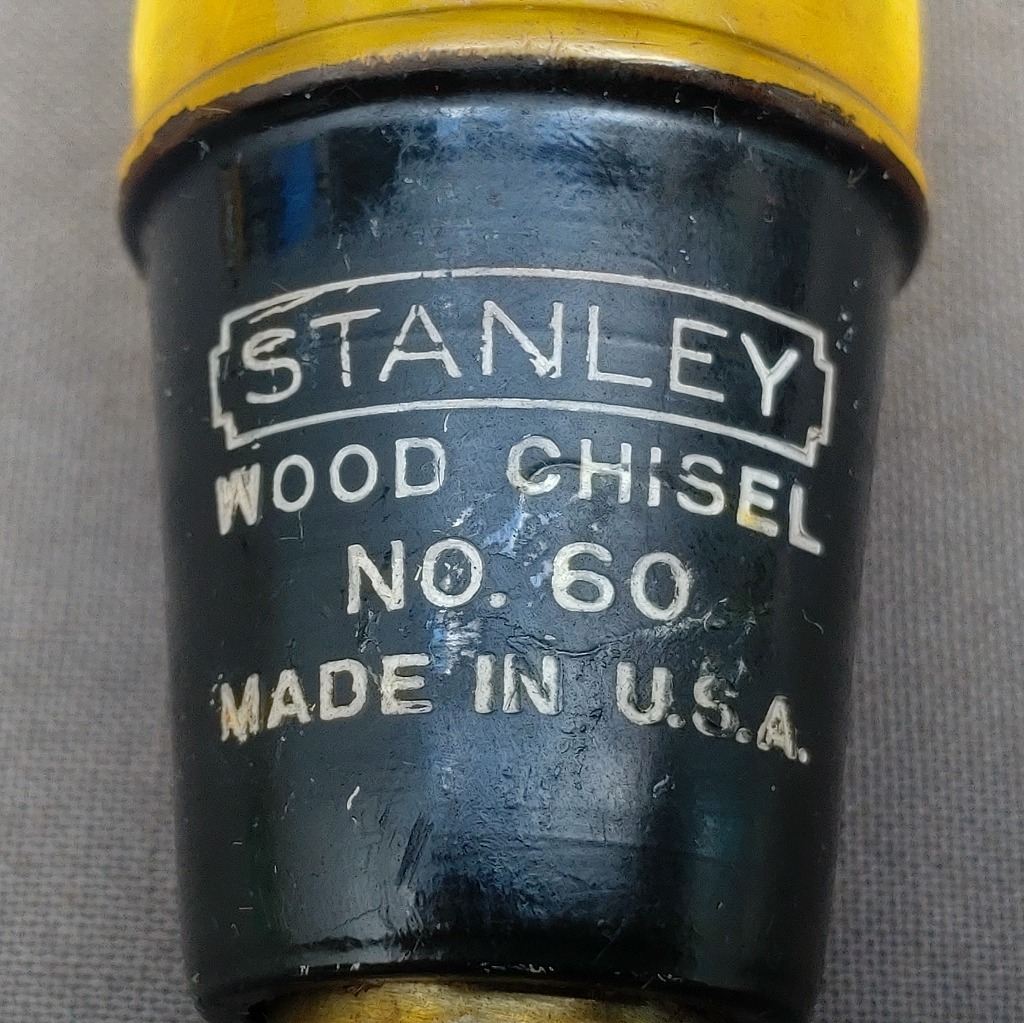 STANLEY
WOOD CHISEL
NO. 60
MADE IN U.S.A.